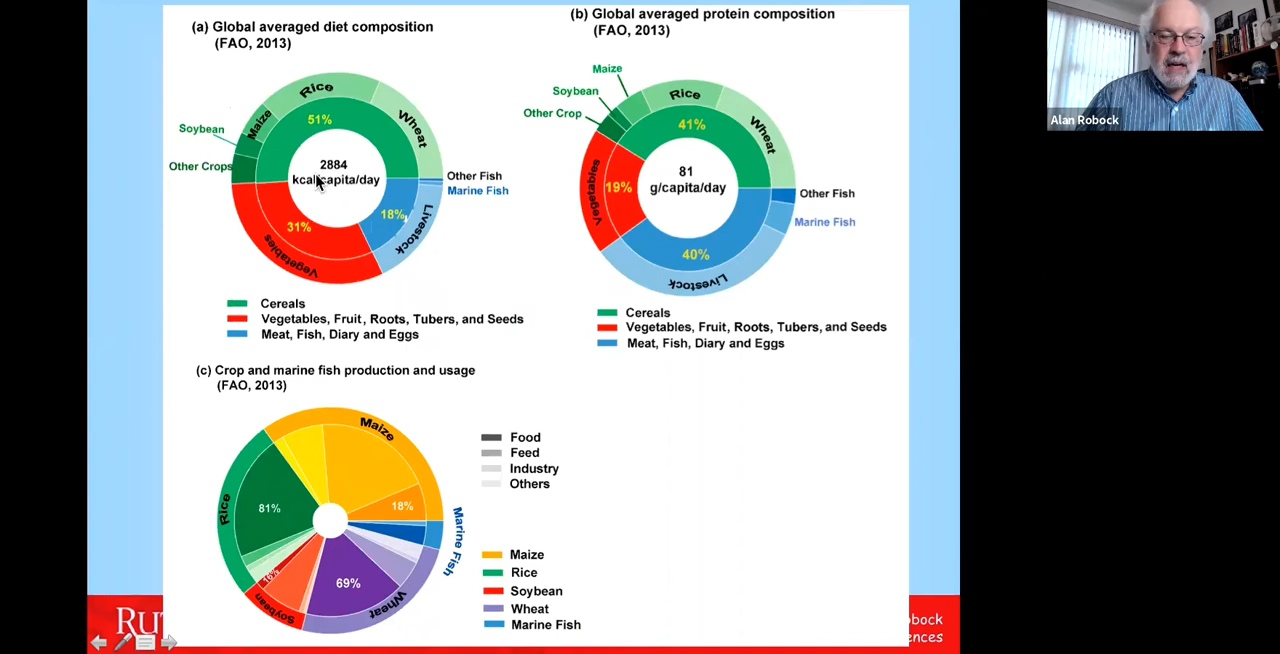 (a) Global averaged diet composition
(FAO, 2013)
Rice
Wheat
Maize
Soybean
Other Crops
51%
2884
kcal/capita/day
Other Fish
Marine Fish
18%
Livestock
31%
Vegetables
Cereals
Vegetables, Fruit, Roots, Tubers, and Seeds
Meat, Fish, Diary and Eggs
(b) Global averaged protein composition
(FAO, 2013)
Maize
Soybean
Other Crop
Rice
Wheat
41%
81
g/capita/day
Vegetables
19%
Other Fish
Marine Fish
40%
Livestock
Cereals
Vegetables, Fruit, Roots, Tubers, and Seeds
Meat, Fish, Diary and Eggs
(c) Crop and marine fish production and usage
(FAO, 2013)
Maize
Rice
81%
18%
Marine Fish
16%
69%
Soybean
Wheat
Food
Feed
Industry
Others
Maize
Rice
Soybean
Wheat
Marine Fish
RU
obock
ences
Alan Robock